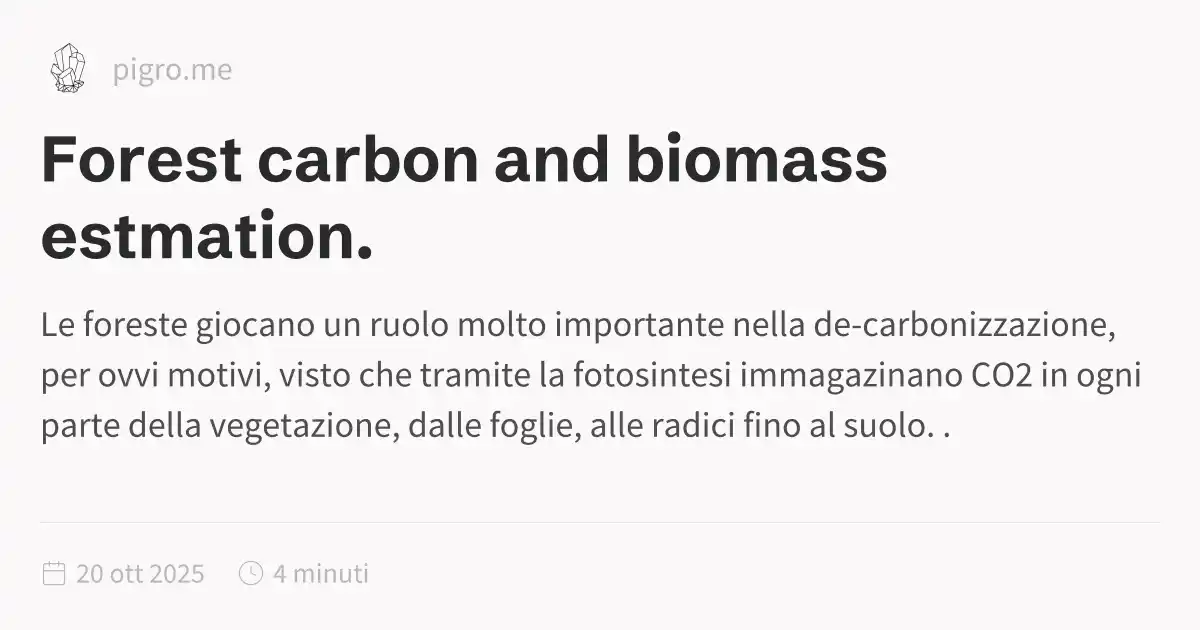 pigro.me
Forest carbon and biomass
estmation.
Le foreste giocano un ruolo molto importante nella de-carbonizzazione,
per ovvi motivi, visto che tramite la fotosintesi immagazinano CO2 in ogni
parte della vegetazione, dalle foglie, alle radici fino al suolo. .
20 ott 2025 4 minuti